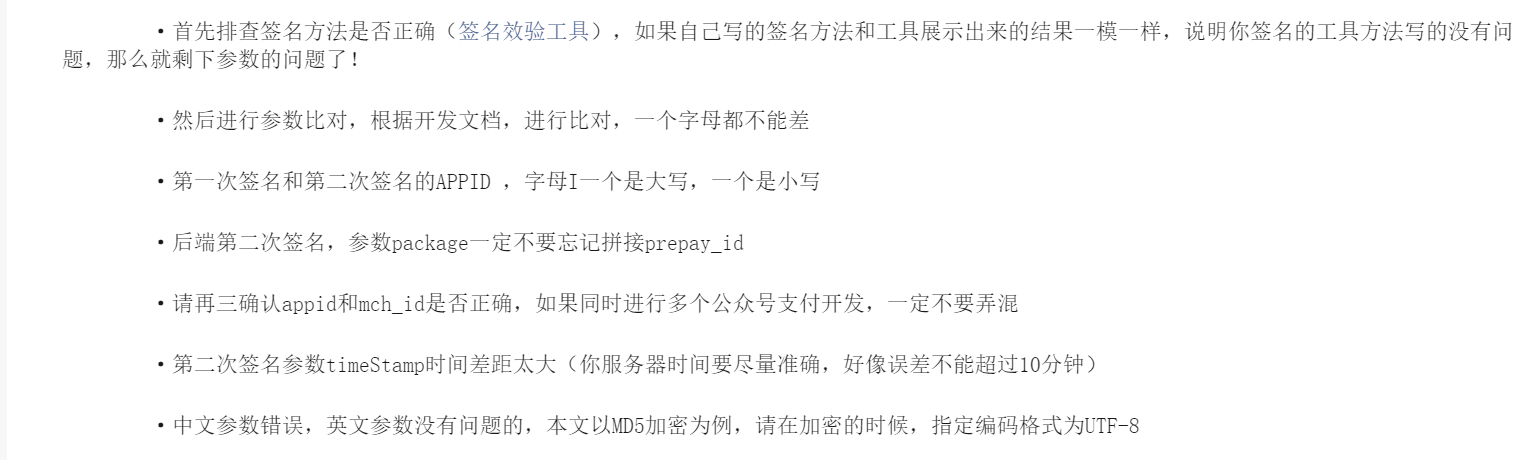 • 首先排查签名方法是否正确（签名效验工具），如果自己写的签名方法和工具展示出来的结果一模一样，说明你签名的工具方法写的没有问
题，那么就剩下参数的问题了！
• 然后进行参数比对，根据开发文档，进行比对，一个字母都不能差
• 第一次签名和第二次签名的APPID ，字母I一个是大写，一个是小写
• 后端第二次签名，参数package一定不要忘记拼接prepay_id
• 请再三确认appid和mch_id是否正确，如果同时进行多个公众号支付开发，一定不要弄混
• 第二次签名参数timeStamp时间差距太大（你服务器时间要尽量准确，好像误差不能超过10分钟）
• 中文参数错误，英文参数没有问题的，本文以MD5加密为例，请在加密的时候，指定编码格式为UTF-8